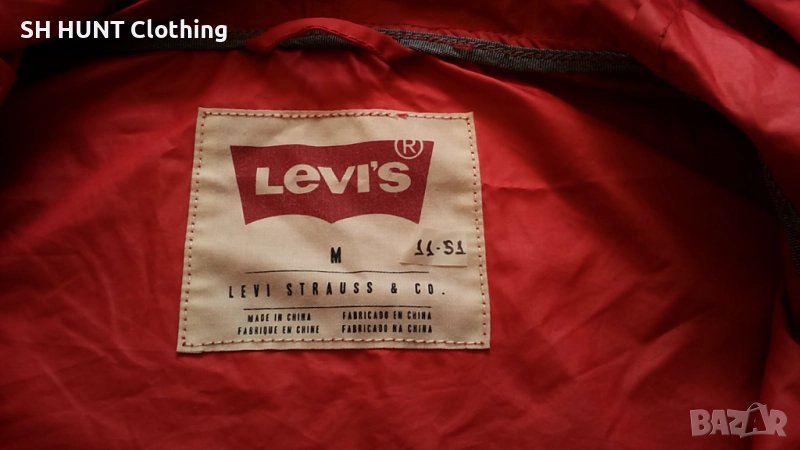 SH HUNT Clothing
LEVI'S ®
M
11-51
LEVI STRAUSS & CO.
MADE IN CHINA FABRICADO EN CHINA
FABRIQUE EN CHINE FABRICADO NA CHINA
BAZAR